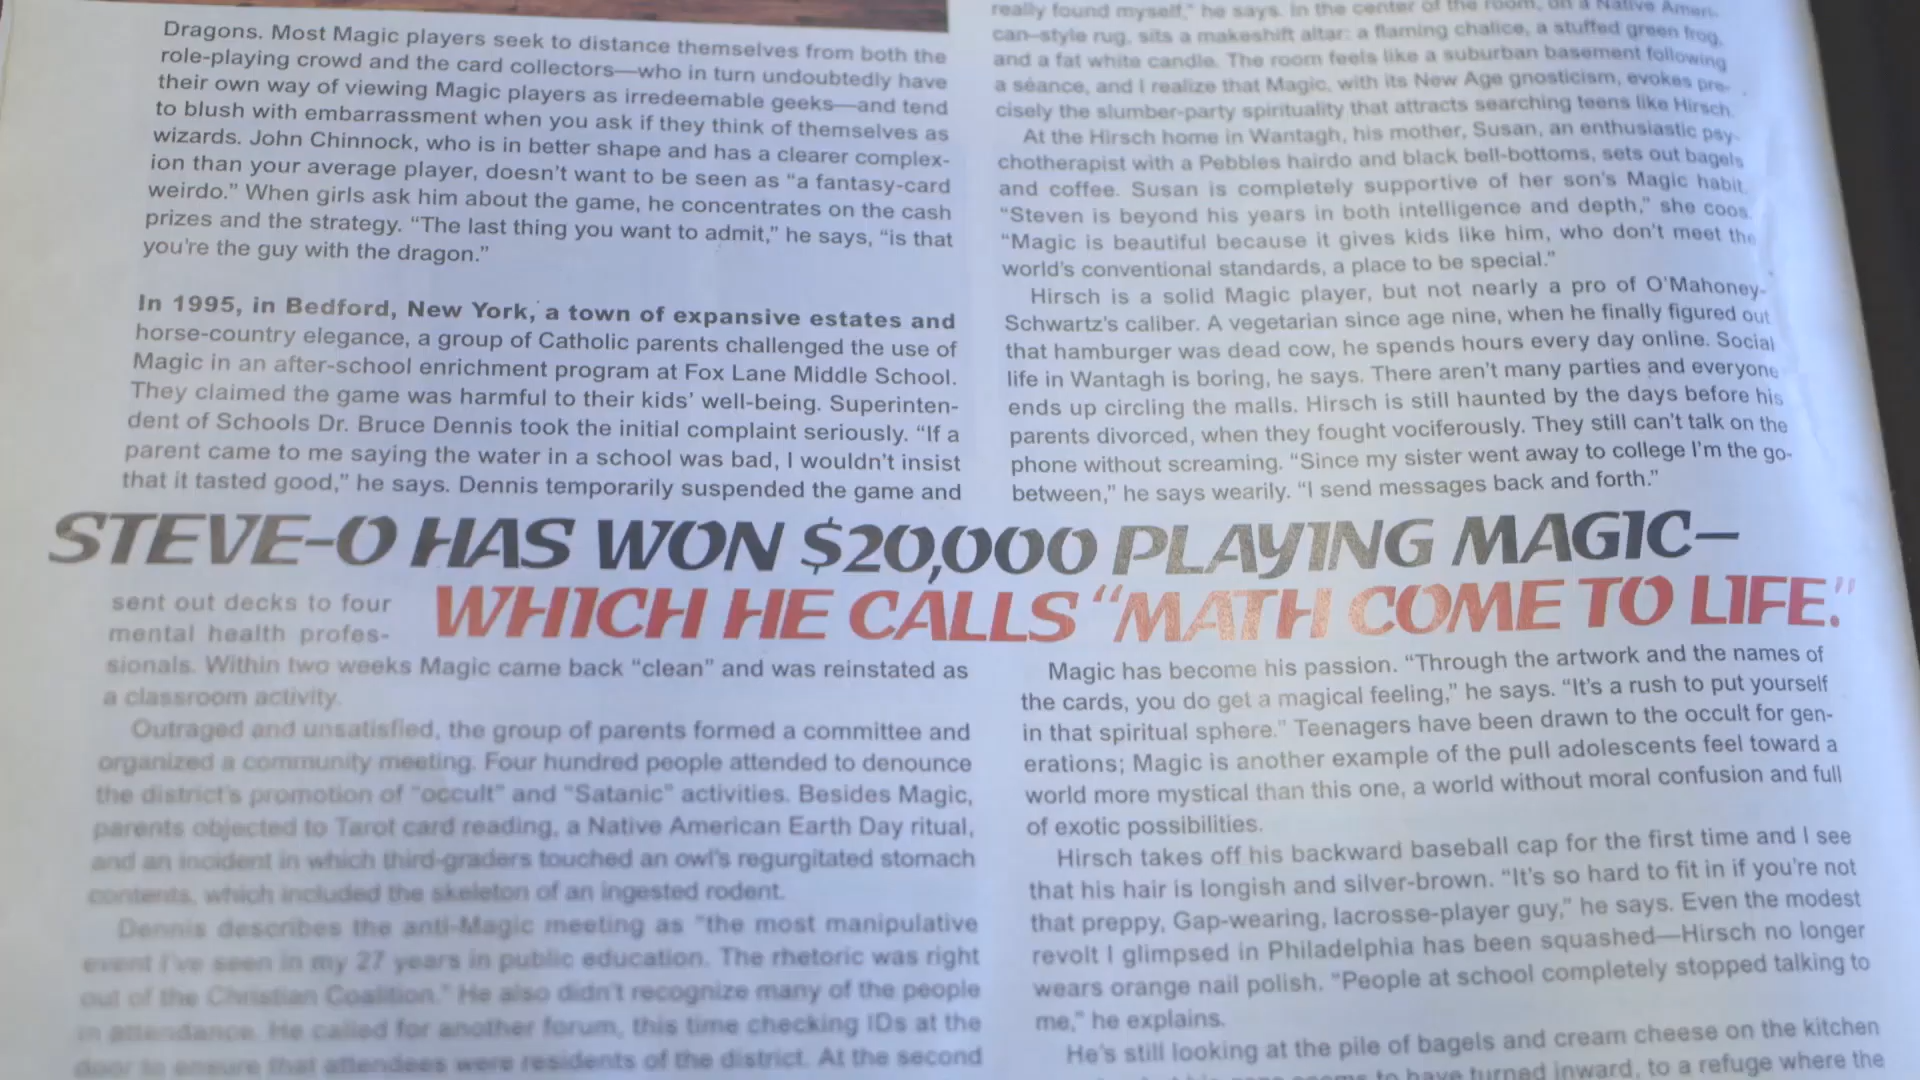 Dragons. Most Magic players seek to distance themselves from both the
role-playing crowd and the card collectors—who in turn undoubtedly have
their own way of viewing Magic players as irredeemable geeks—and tend
to blush with embarrassment when you ask if they think of themselves as
wizards. John Chinnock, who is in better shape and has a clearer complex-
ion than your average player, doesn't want to be seen as “a fantasy-card
weirdo.” When girls ask him about the game, he concentrates on the cash
prizes and the strategy. “The last thing you want to admit,” he says, “is that
you're the guy with the dragon.”
In 1995, in Bedford, New York, a town of expansive estates and
horse-country elegance, a group of Catholic parents challenged the use of
Magic in an after-school enrichment program at Fox Lane Middle School.
They claimed the game was harmful to their kids' well-being. Superinten-
dent of Schools Dr. Bruce Dennis took the initial complaint seriously. “If a
parent came to me saying the water in a school was bad, I wouldn't insist
that it tasted good,” he says. Dennis temporarily suspended the game and
STEVE-O HAS WON $20,000 PLAYING MAGIC—
WHICH HE CALLS “MATH COME TO LIFE.”
sent out decks to four
mental health profes-
sionals. Within two weeks Magic came back “clean” and was reinstated as
a classroom activity.
Outraged and unsatisfied, the group of parents formed a committee and
organized a community meeting. Four hundred people attended to denounce
the district's promotion of “occult” and “Satanic” activities. Besides Magic,
parents objected to Tarot card reading, a Native American Earth Day ritual,
and an incident in which third-graders touched an owl's regurgitated stomach
contents, which included the skeleton of an ingested rodent.
Dennis describes the anti-Magic meeting as “the most manipulative
event I've seen in my 27 years in public education. The rhetoric was right
out of the Christian Coalition.” He also didn't recognize many of the people
in attendance. He called for another forum, this time checking IDs at the
door to ensure that attendees were residents of the district. At the second
really found myself,” he says. In the center of the room, on a Native Ameri-
can–style rug, sits a makeshift altar: a flaming chalice, a stuffed green frog,
and a fat white candle. The room feels like a suburban basement following
a séance, and I realize that Magic, with its New Age gnosticism, evokes pre-
cisely the slumber-party spirituality that attracts searching teens like Hirsch.
At the Hirsch home in Wantagh, his mother, Susan, an enthusiastic psy-
chotherapist with a Pebbles hairdo and black bell-bottoms, sets out bagels
and coffee. Susan is completely supportive of her son's Magic habit.
“Steven is beyond his years in both intelligence and depth,” she coos.
“Magic is beautiful because it gives kids like him, who don't meet the
world's conventional standards, a place to be special.”
Hirsch is a solid Magic player, but not nearly a pro of O'Mahoney-
Schwartz's caliber. A vegetarian since age nine, when he finally figured out
that hamburger was dead cow, he spends hours every day online. Social
life in Wantagh is boring, he says. There aren't many parties and everyone
ends up circling the malls. Hirsch is still haunted by the days before his
parents divorced, when they fought vociferously. They still can't talk on the
phone without screaming. “Since my sister went away to college I'm the go-
between,” he says wearily. “I send messages back and forth.”
Magic has become his passion. “Through the artwork and the names of
the cards, you do get a magical feeling,” he says. “It's a rush to put yourself
in that spiritual sphere.” Teenagers have been drawn to the occult for gen-
erations; Magic is another example of the pull adolescents feel toward a
world more mystical than this one, a world without moral confusion and full
of exotic possibilities.
Hirsch takes off his backward baseball cap for the first time and I see
that his hair is longish and silver-brown. “It's so hard to fit in if you're not
that preppy, Gap-wearing, lacrosse-player guy,” he says. Even the modest
revolt I glimpsed in Philadelphia has been squashed—Hirsch no longer
wears orange nail polish. “People at school completely stopped talking to
me,” he explains.
He's still looking at the pile of bagels and cream cheese on the kitchen
to have turned inward, to a refuge where the